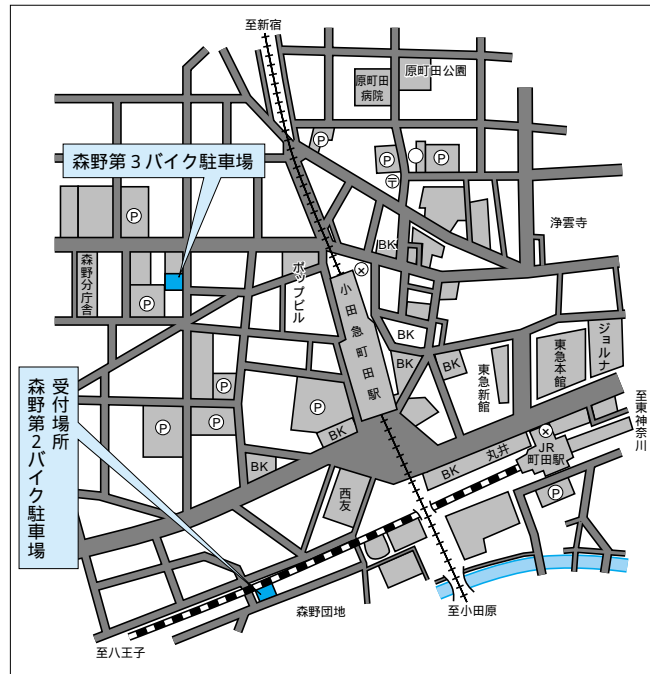 至新宿
原町田公園
原町田
病院
P
P
P
〒
森野第３バイク駐車場
P
浄雲寺
BK
森野分庁舎
ポップビル
小田急町田駅
P
BK
BK
BK
東急新館
東急本館
ジョルナ
受付場所
森野第２バイク駐車場
P
P
P
BK
BK
至東神奈川
丸井
BK
JR
町田駅
西友
P
森野団地
至小田原
至八王子